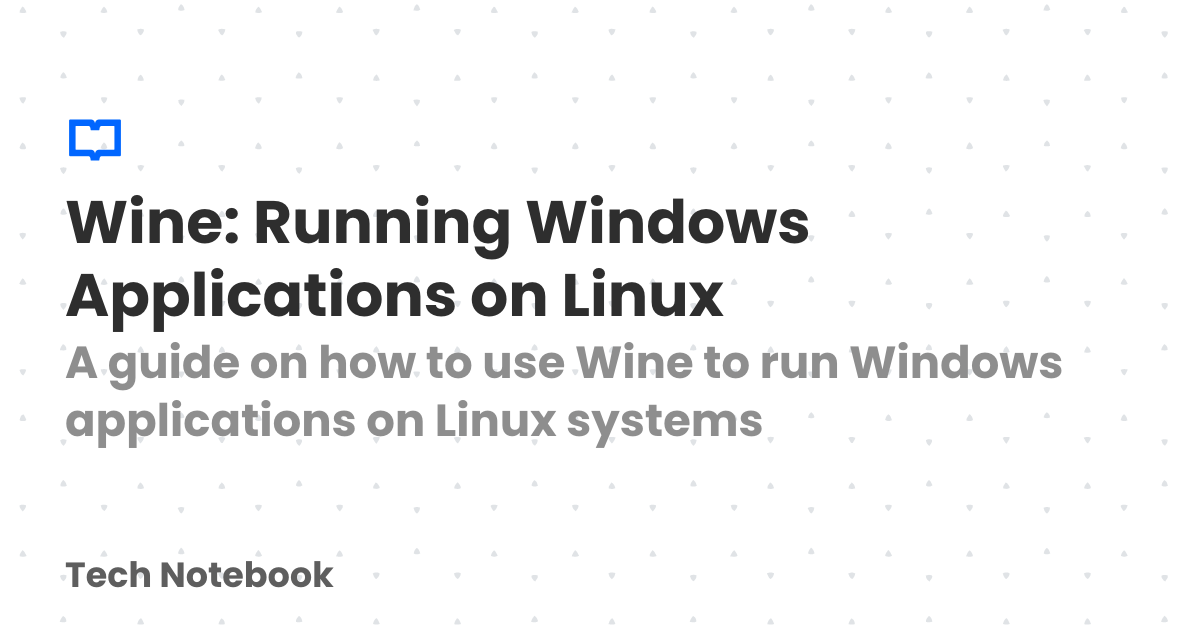 Wine: Running Windows
Applications on Linux
A guide on how to use Wine to run Windows
applications on Linux systems
Tech Notebook